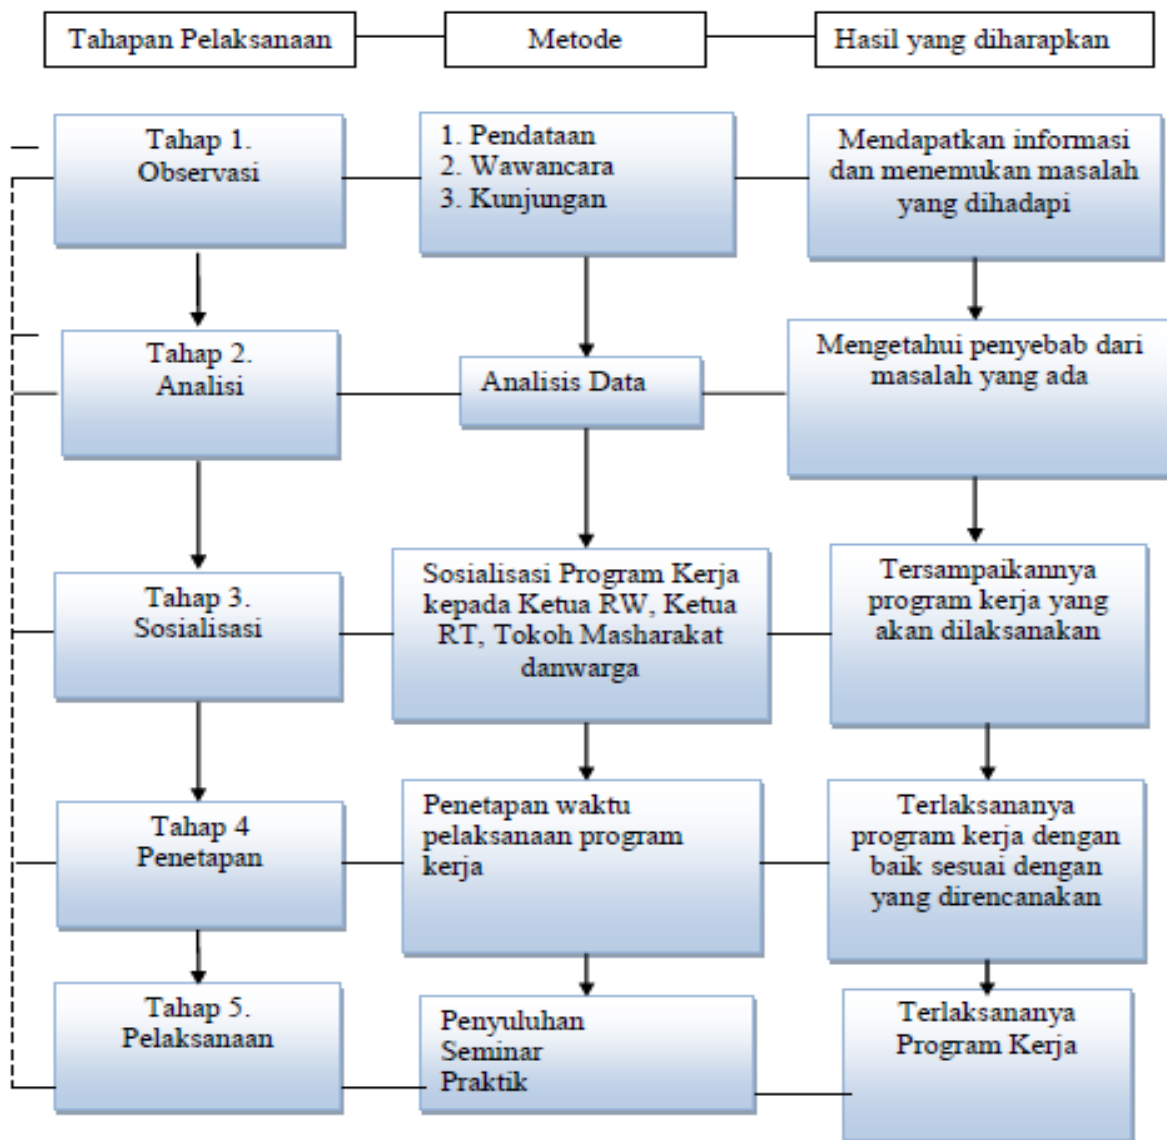 Tahapan Pelaksanaan
Metode
Hasil yang diharapkan
Tahap 1.
Observasi
1. Pendataan
2. Wawancara
3. Kunjungan
Mendapatkan informasi
dan menemukan masalah
yang dihadapi
Tahap 2.
Analisi
Analisis Data
Mengetahui penyebab dari
masalah yang ada
Tahap 3.
Sosialisasi
Sosialisasi Program Kerja
kepada Ketua RW, Ketua
RT, Tokoh Masharakat
danwarga
Tersampaikannya
program kerja yang
akan dilaksanakan
Tahap 4
Penetapan
Penetapan waktu
pelaksanaan program
kerja
Terlaksananya
program kerja dengan
baik sesuai dengan
yang direncanakan
Tahap 5.
Pelaksanaan
Penyuluhan
Seminar
Praktik
Terlaksananya
Program Kerja